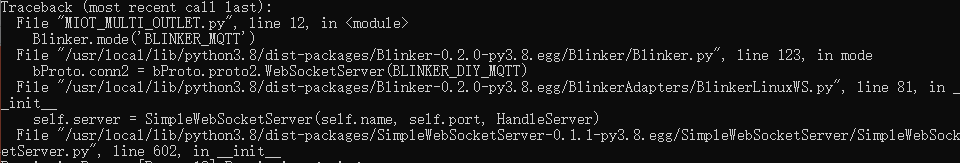 Traceback (most recent call last):
  File "MIOT_MULTI_OUTLET.py", line 12, in <module>
    Blinker.mode('BLINKER_MQTT')
  File "/usr/local/lib/python3.8/dist-packages/Blinker-0.2.0-py3.8.egg/Blinker/Blinker.py", line 123, in mode
    bProto.conn2 = bProto.proto2.WebSocketServer(BLINKER_DIY_MQTT)
  File "/usr/local/lib/python3.8/dist-packages/Blinker-0.2.0-py3.8.egg/BlinkerAdapters/BlinkerLinuxWS.py", line 81, in _
_init__
    self.server = SimpleWebSocketServer(self.name, self.port, HandleServer)
  File "/usr/local/lib/python3.8/dist-packages/SimpleWebSocketServer-0.1.1-py3.8.egg/SimpleWebSocketServer/SimpleWebSock
etServer.py", line 602, in __init__